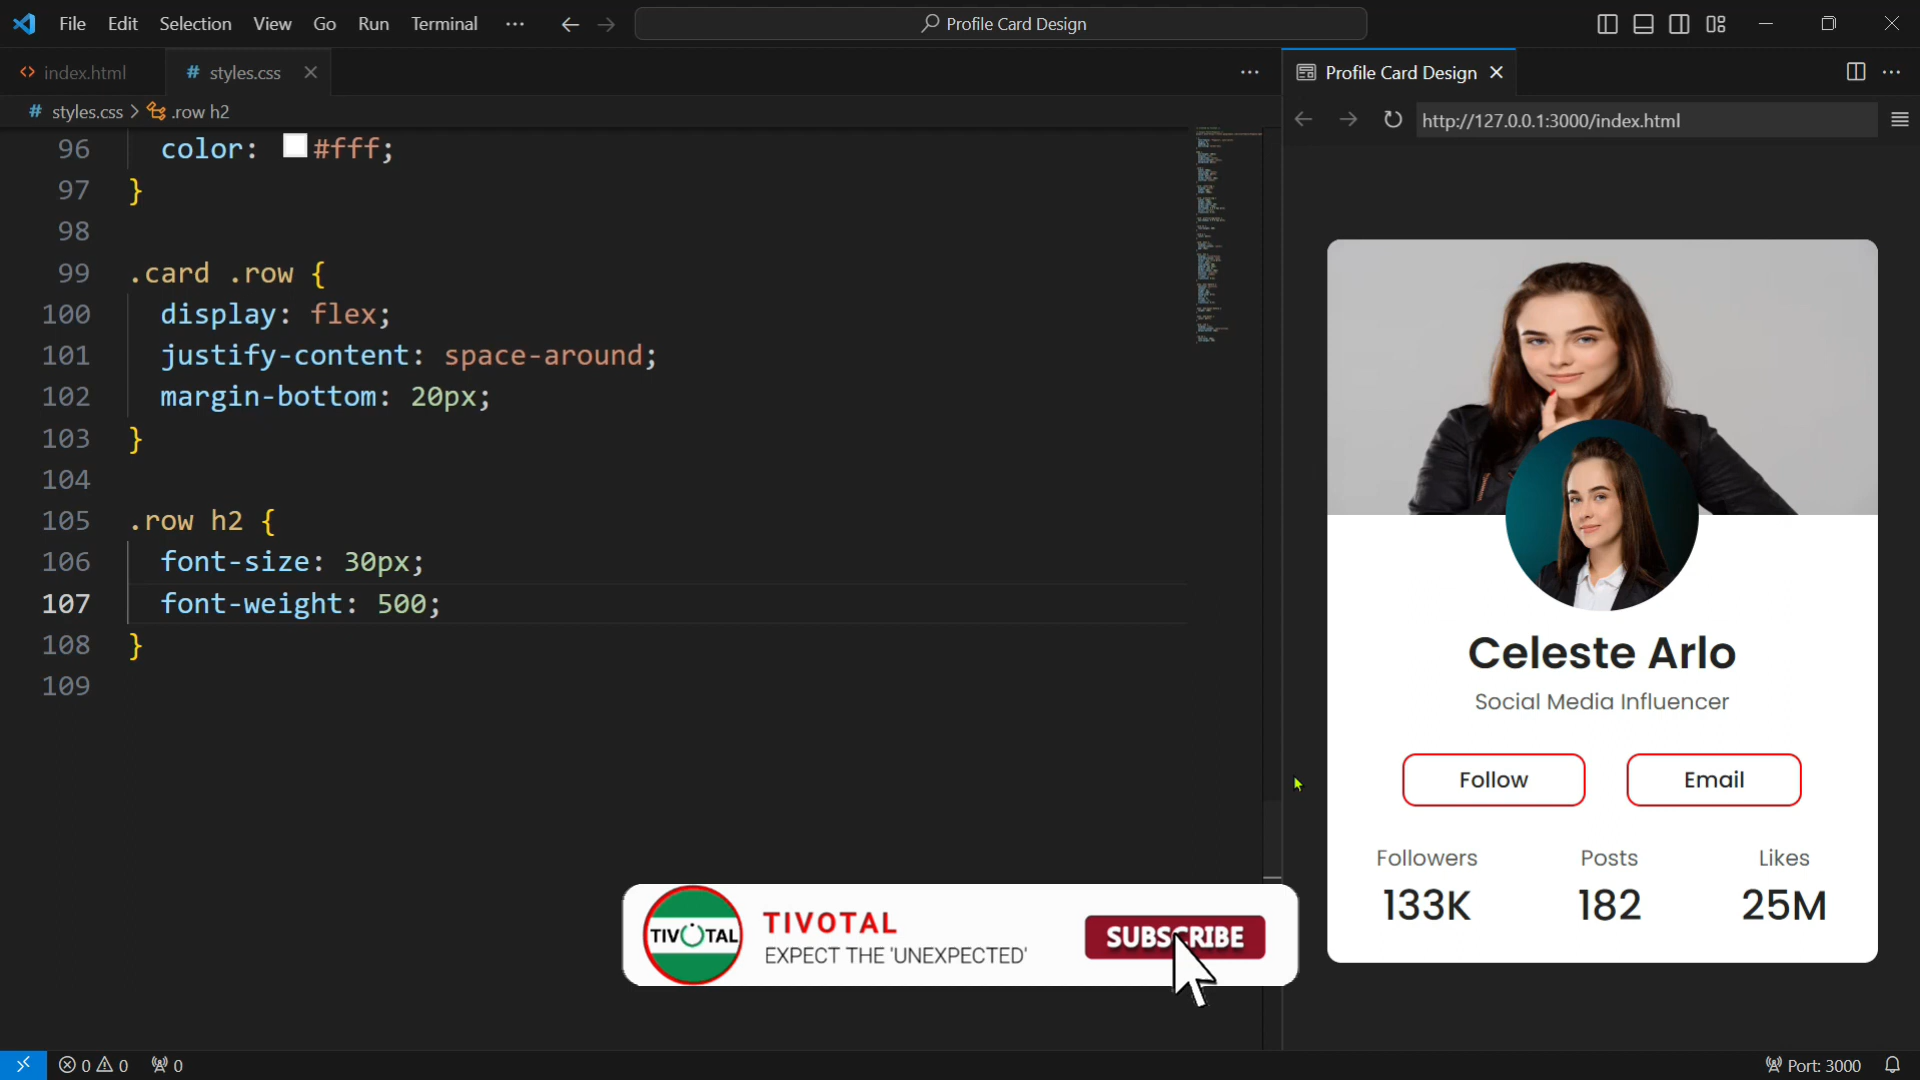 File Edit Selection View Go Run Terminal ··· Profile Card Design
index.html # styles.css
# styles.css > .row h2
96 color: #fff;
97 }
98
99 .card .row {
100 display: flex;
101 justify-content: space-around;
102 margin-bottom: 20px;
103 }
104
105 .row h2 {
106 font-size: 30px;
107 font-weight: 500;
108 }
109
Profile Card Design
http://127.0.0.1:3000/index.html
Celeste Arlo
Social Media Influencer
Follow Email
Followers Posts Likes
133K 182 25M
TIVOTAL
TIVOTAL
EXPECT THE 'UNEXPECTED'
SUBSCRIBE
0 0 0 Port: 3000